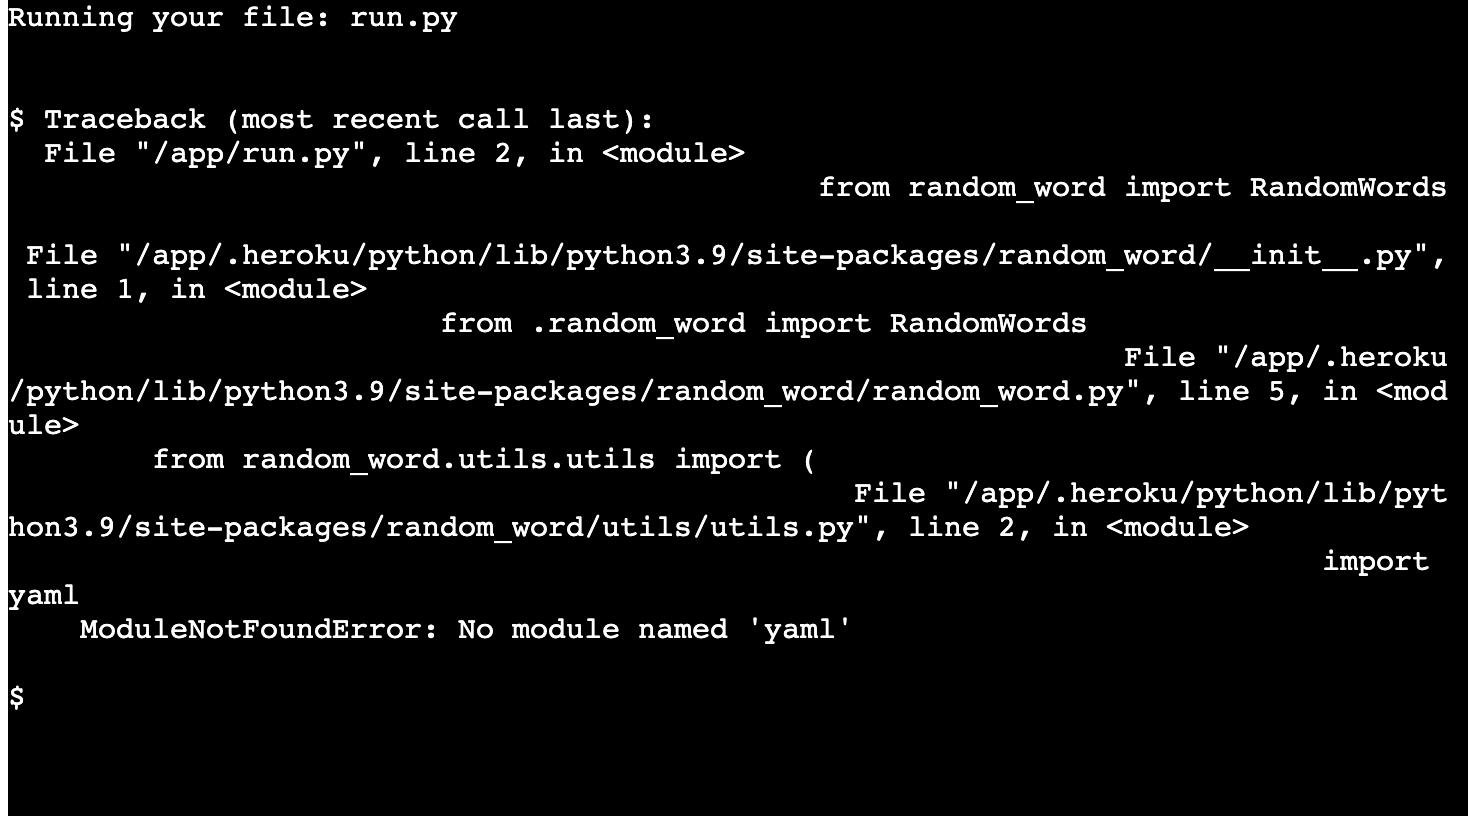 Running your file: run.py
$ Traceback (most recent call last):
File "/app/run.py", line 2, in <module>
from random_word import RandomWords
File "/app/.heroku/python/lib/python3.9/site-packages/random_word/__init__.py",
line 1, in <module>
from .random_word import RandomWords
File "/app/.heroku
/python/lib/python3.9/site-packages/random_word/random_word.py", line 5, in <mod
ule>
from random_word.utils.utils import (
File "/app/.heroku/python/lib/pyt
hon3.9/site-packages/random_word/utils/utils.py", line 2, in <module>
import
yaml
ModuleNotFoundError: No module named 'yaml'
$